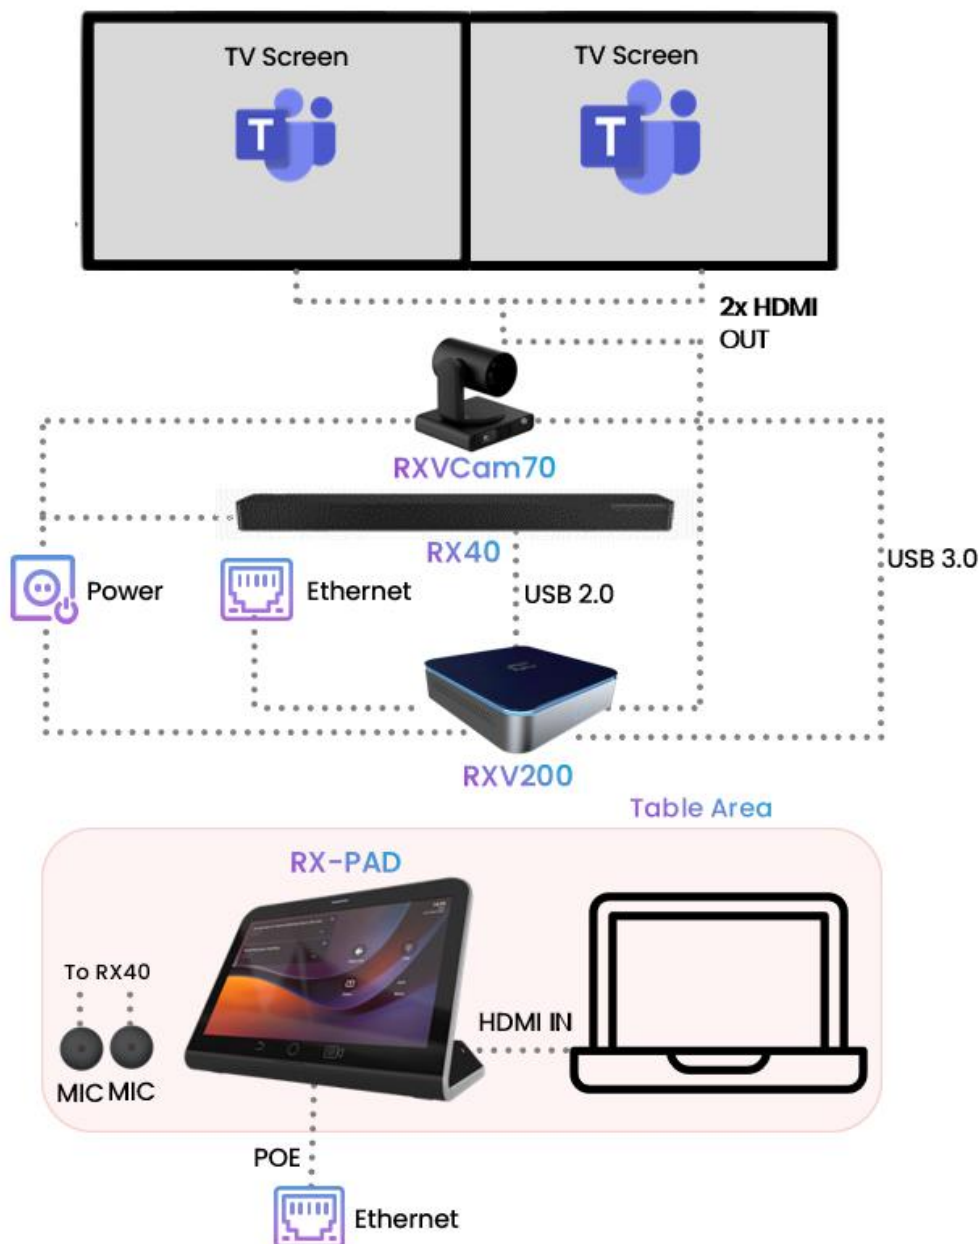 TV Screen
TV Screen
T
T
2x HDMI
OUT
RXVCam70
RX40
USB 3.0
Power
Ethernet
USB 2.0
RXV200
Table Area
RX-PAD
To RX40
HDMI IN
MIC MIC
POE
Ethernet